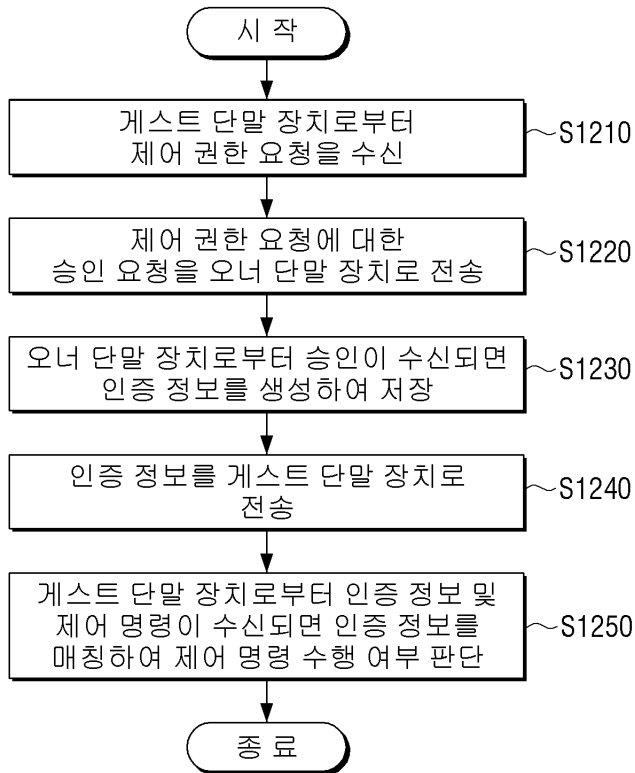 시 작
게스트 단말 장치로부터
제어 권한 요청을 수신
S1210
제어 권한 요청에 대한
승인 요청을 오너 단말 장치로 전송
S1220
오너 단말 장치로부터 승인이 수신되면
인증 정보를 생성하여 저장
S1230
인증 정보를 게스트 단말 장치로
전송
S1240
게스트 단말 장치로부터 인증 정보 및
제어 명령이 수신되면 인증 정보를
매칭하여 제어 명령 수행 여부 판단
S1250
종 료